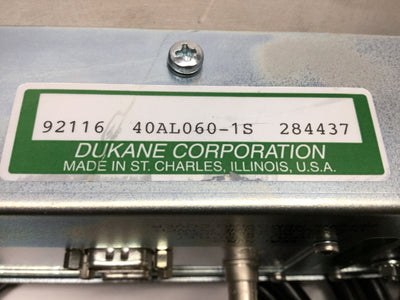 92116 40AL060-1S 284437
DUKANE CORPORATION
MADE IN ST. CHARLES, ILLINOIS, U.S.A.